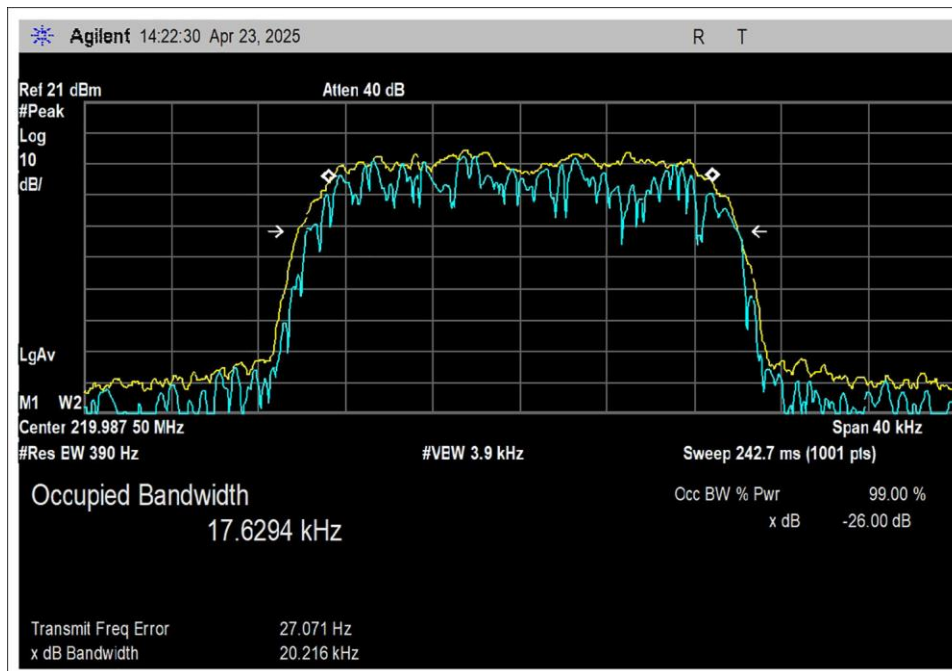 Agilent 14:22:30 Apr 23, 2025 R T
Ref 21 dBm Atten 40 dB
#Peak
Log
10
dB/
LgAv
M1 W2
Center 219.987 50 MHz Span 40 kHz
#Res EW 390 Hz #VBW 3.9 kHz Sweep 242.7 ms (1001 pts)
Occupied Bandwidth Occ BW % Pwr 99.00 %
17.6294 kHz x dB -26.00 dB
Transmit Freq Error 27.071 Hz
x dB Bandwidth 20.216 kHz